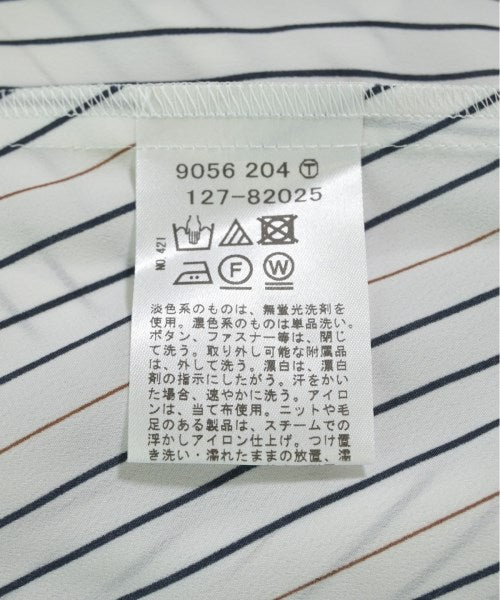 9056 204 Ⓣ
127-82025
NO.421
F W
淡色系のものは、無蛍光洗剤を
使用。濃色系のものは単品洗い。
ボタン、ファスナー等は、閉じ
て洗う。取り外し可能な附属品
は、外して洗う。漂白は、漂白
剤の指示にしたがう。汗をかい
た場合、速やかに洗う。アイロ
ンは、当て布使用。ニットや毛
足のある製品は、スチームでの
浮かしアイロン仕上げ。つけ置
き洗い・濡れたままの放置、濡